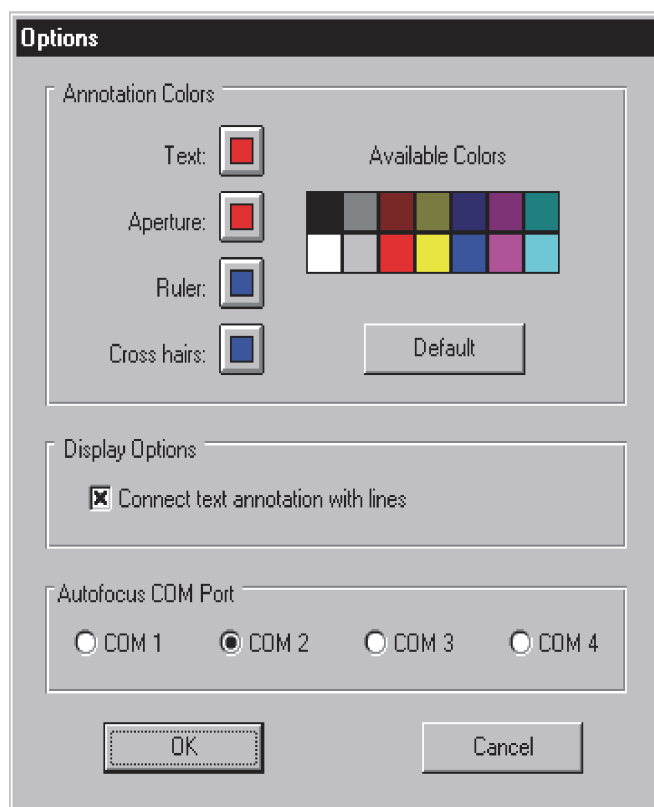 Options
Annotation Colors
Text:
Available Colors
Aperture:
Ruler:
Cross hairs:
Default
Display Options
Connect text annotation with lines
Autofocus COM Port
COM 1 COM 2 COM 3 COM 4
OK Cancel